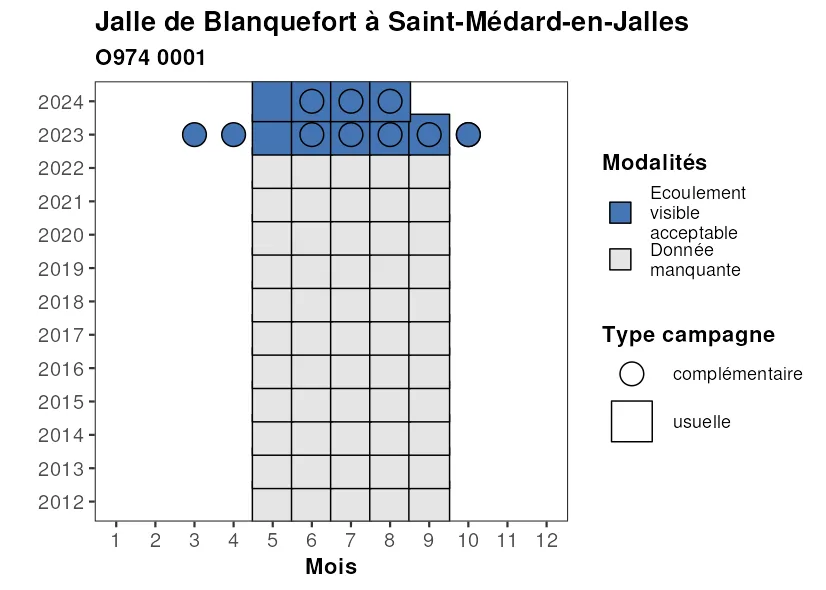 Jalle de Blanquefort à Saint-Médard-en-Jalles
O974 0001
2024
2023
2022
2021
2020
2019
2018
2017
2016
2015
2014
2013
2012
1 2 3 4 5 6 7 8 9 10 11 12
Mois
Modalités
Ecoulement
visible
acceptable
Donnée
manquante
Type campagne
complémentaire
usuelle